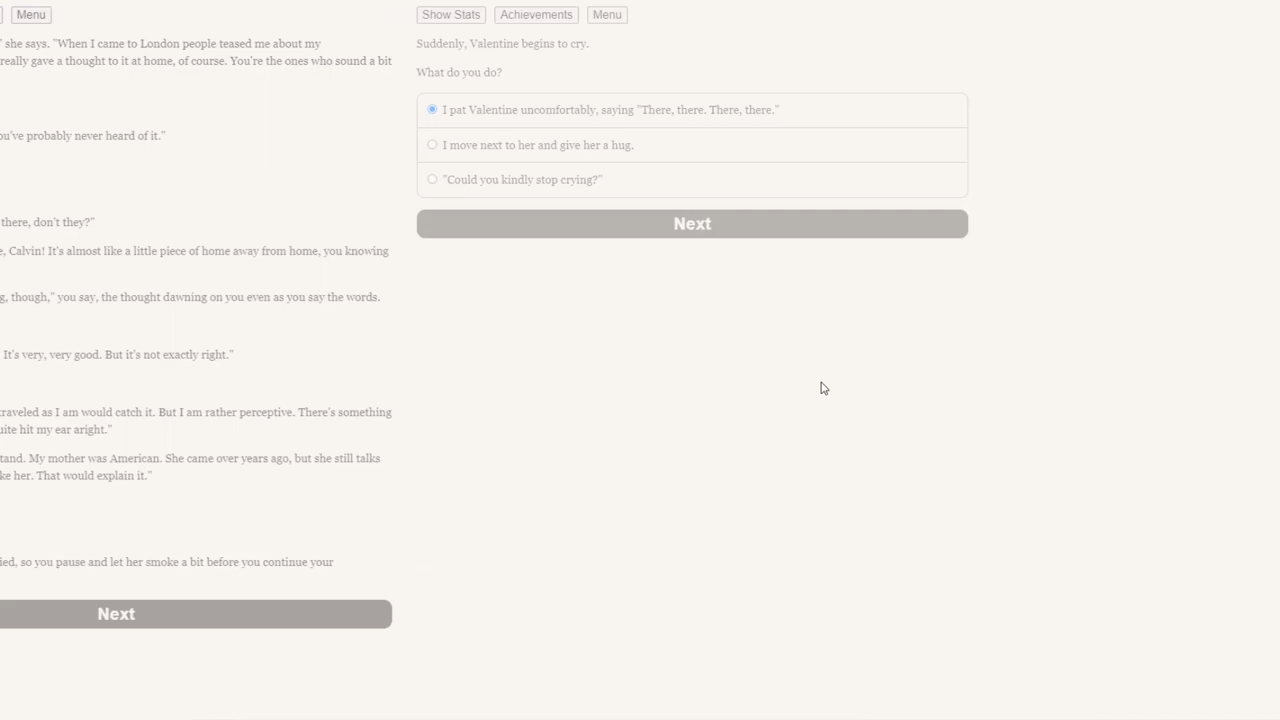 Menu
" she says. "When I came to London people teased me about my
really gave a thought to it at home, of course. You're the ones who sound a bit
ou've probably never heard of it."
there, don't they?"
e, Calvin! It's almost like a little piece of home away from home, you knowing
g, though," you say, the thought dawning on you even as you say the words.
It's very, very good. But it's not exactly right."
traveled as I am would catch it. But I am rather perceptive. There's something
uite hit my ear aright."
tand. My mother was American. She came over years ago, but she still talks
ke her. That would explain it."
ied, so you pause and let her smoke a bit before you continue your
Next
Show Stats Achievements Menu
Suddenly, Valentine begins to cry.
What do you do?
I pat Valentine uncomfortably, saying "There, there. There, there."
I move next to her and give her a hug.
"Could you kindly stop crying?"
Next